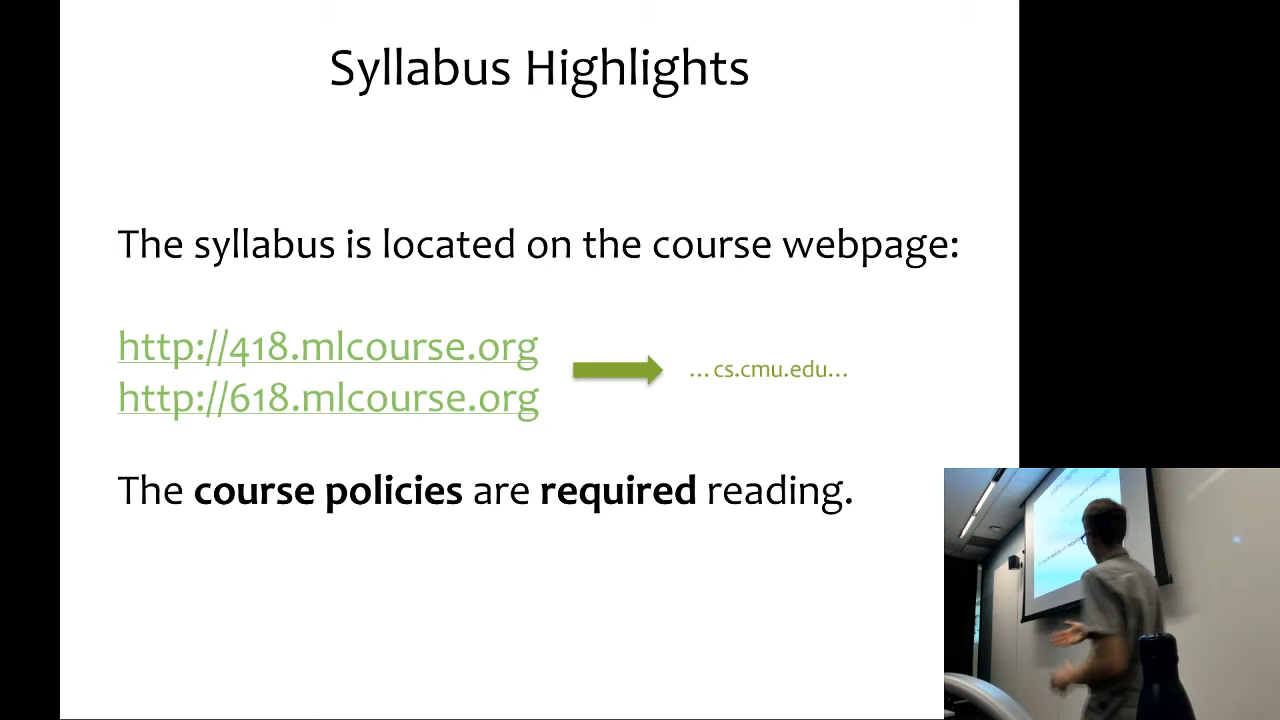 Syllabus Highlights
The syllabus is located on the course webpage:
http://418.mlcourse.org
http://618.mlcourse.org
... cs.cmu.edu...
The course policies are required reading.